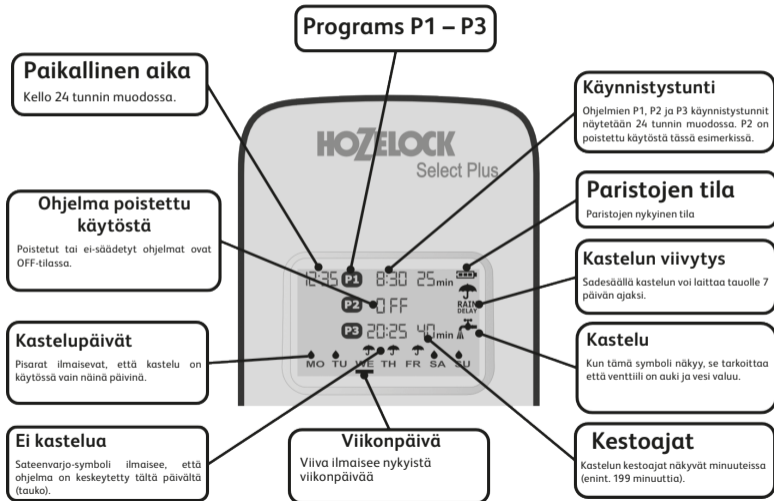 Programs P1 – P3
Paikallinen aika
Kello 24 tunnin muodossa.
Käynnistystunti
Ohjelmien P1, P2 ja P3 käynnistystunnit
näytetään 24 tunnin muodossa. P2 on
poistettu käytöstä tässä esimerkissä.
HOZELOCK
Select Plus
Ohjelma poistettu
käytöstä
Poistetut tai ei-säädetyt ohjelmat ovat
OFF-tilassa.
Paristojen tila
Paristojen nykyinen tila
12:35 P1 8:30 25 min
P2 OFF
RAIN
DELAY
P3 20:25 40 min
MO TU WE TH FR SA SU
Kastelun viivytys
Sadesäällä kastelun voi laittaa tauolle 7
päivän ajaksi.
Kastelupäivät
Pisarat ilmaisevat, että kastelu on
käytössä vain näinä päivinä.
Kastelu
Kun tämä symboli näkyy, se tarkoittaa
että venttiili on auki ja vesi valuu.
Ei kastelua
Sateenvarjo-symboli ilmaisee, että
ohjelma on keskeytetty tältä päivältä
(tauko).
Viikonpäivä
Viiva ilmaisee nykyistä
viikonpäivää
Kestoajat
Kastelun kestoajat näkyvät minuuteissa
(enint. 199 minuuttia).